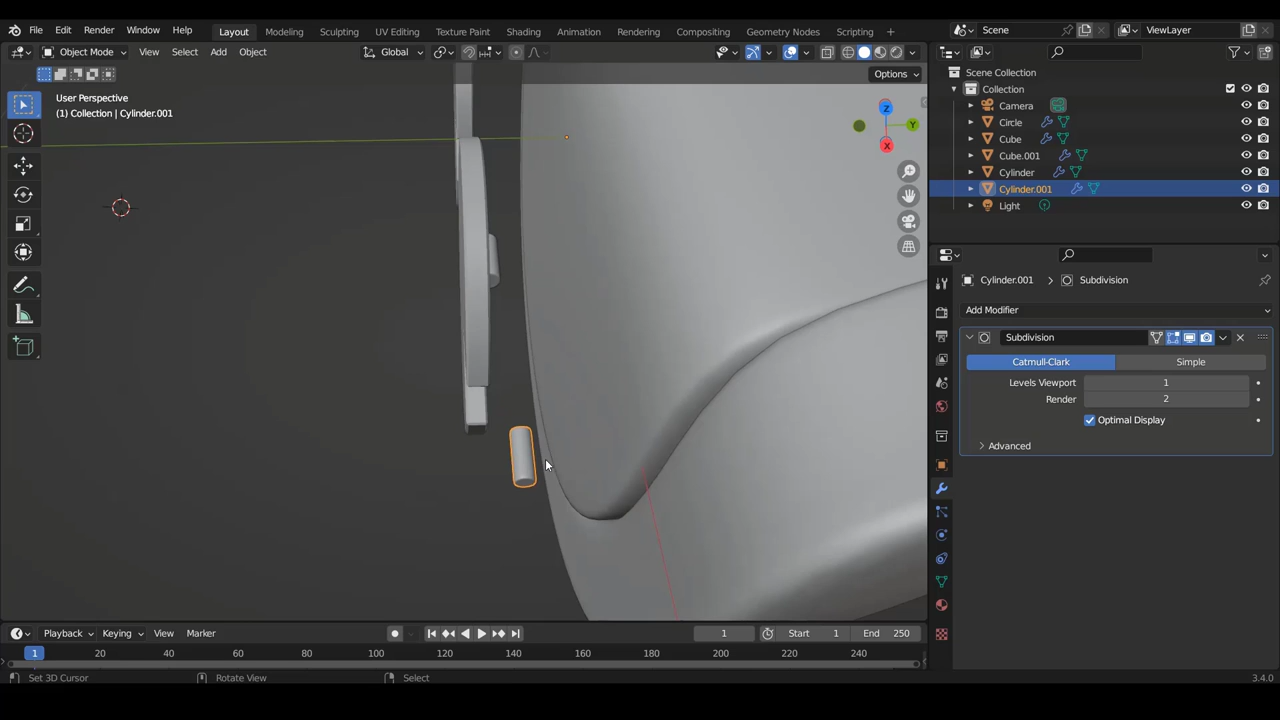 File Edit Render Window Help Layout Modeling Sculpting UV Editing Texture Paint Shading Animation Rendering Compositing Geometry Nodes Scripting + Scene ViewLayer
Object Mode View Select Add Object Global
Options
User Perspective
(1) Collection | Cylinder.001
Z
Y
X
Scene Collection
Collection
Camera
Circle
Cube
Cube.001
Cylinder
Cylinder.001
Light
Cylinder.001 > Subdivision
Add Modifier
Subdivision
Catmull-Clark Simple
Levels Viewport 1
Render 2
Optimal Display
Advanced
Playback Keying View Marker 1 Start 1 End 250
1 20 40 60 80 100 120 140 160 180 200 220 240
Set 3D Cursor Rotate View Select 3.4.0